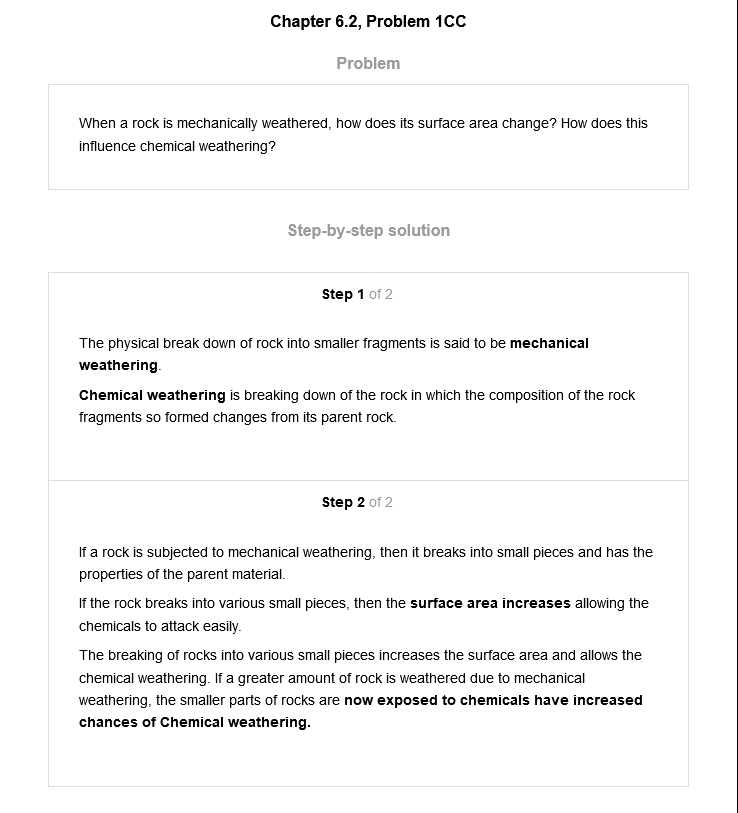 Chapter 6.2, Problem 1CC
Problem
When a rock is mechanically weathered, how does its surface area change? How does this
influence chemical weathering?
Step-by-step solution
Step 1 of 2
The physical break down of rock into smaller fragments is said to be mechanical
weathering.
Chemical weathering is breaking down of the rock in which the composition of the rock
fragments so formed changes from its parent rock.
Step 2 of 2
If a rock is subjected to mechanical weathering, then it breaks into small pieces and has the
properties of the parent material.
If the rock breaks into various small pieces, then the surface area increases allowing the
chemicals to attack easily.
The breaking of rocks into various small pieces increases the surface area and allows the
chemical weathering. If a greater amount of rock is weathered due to mechanical
weathering, the smaller parts of rocks are now exposed to chemicals have increased
chances of Chemical weathering.